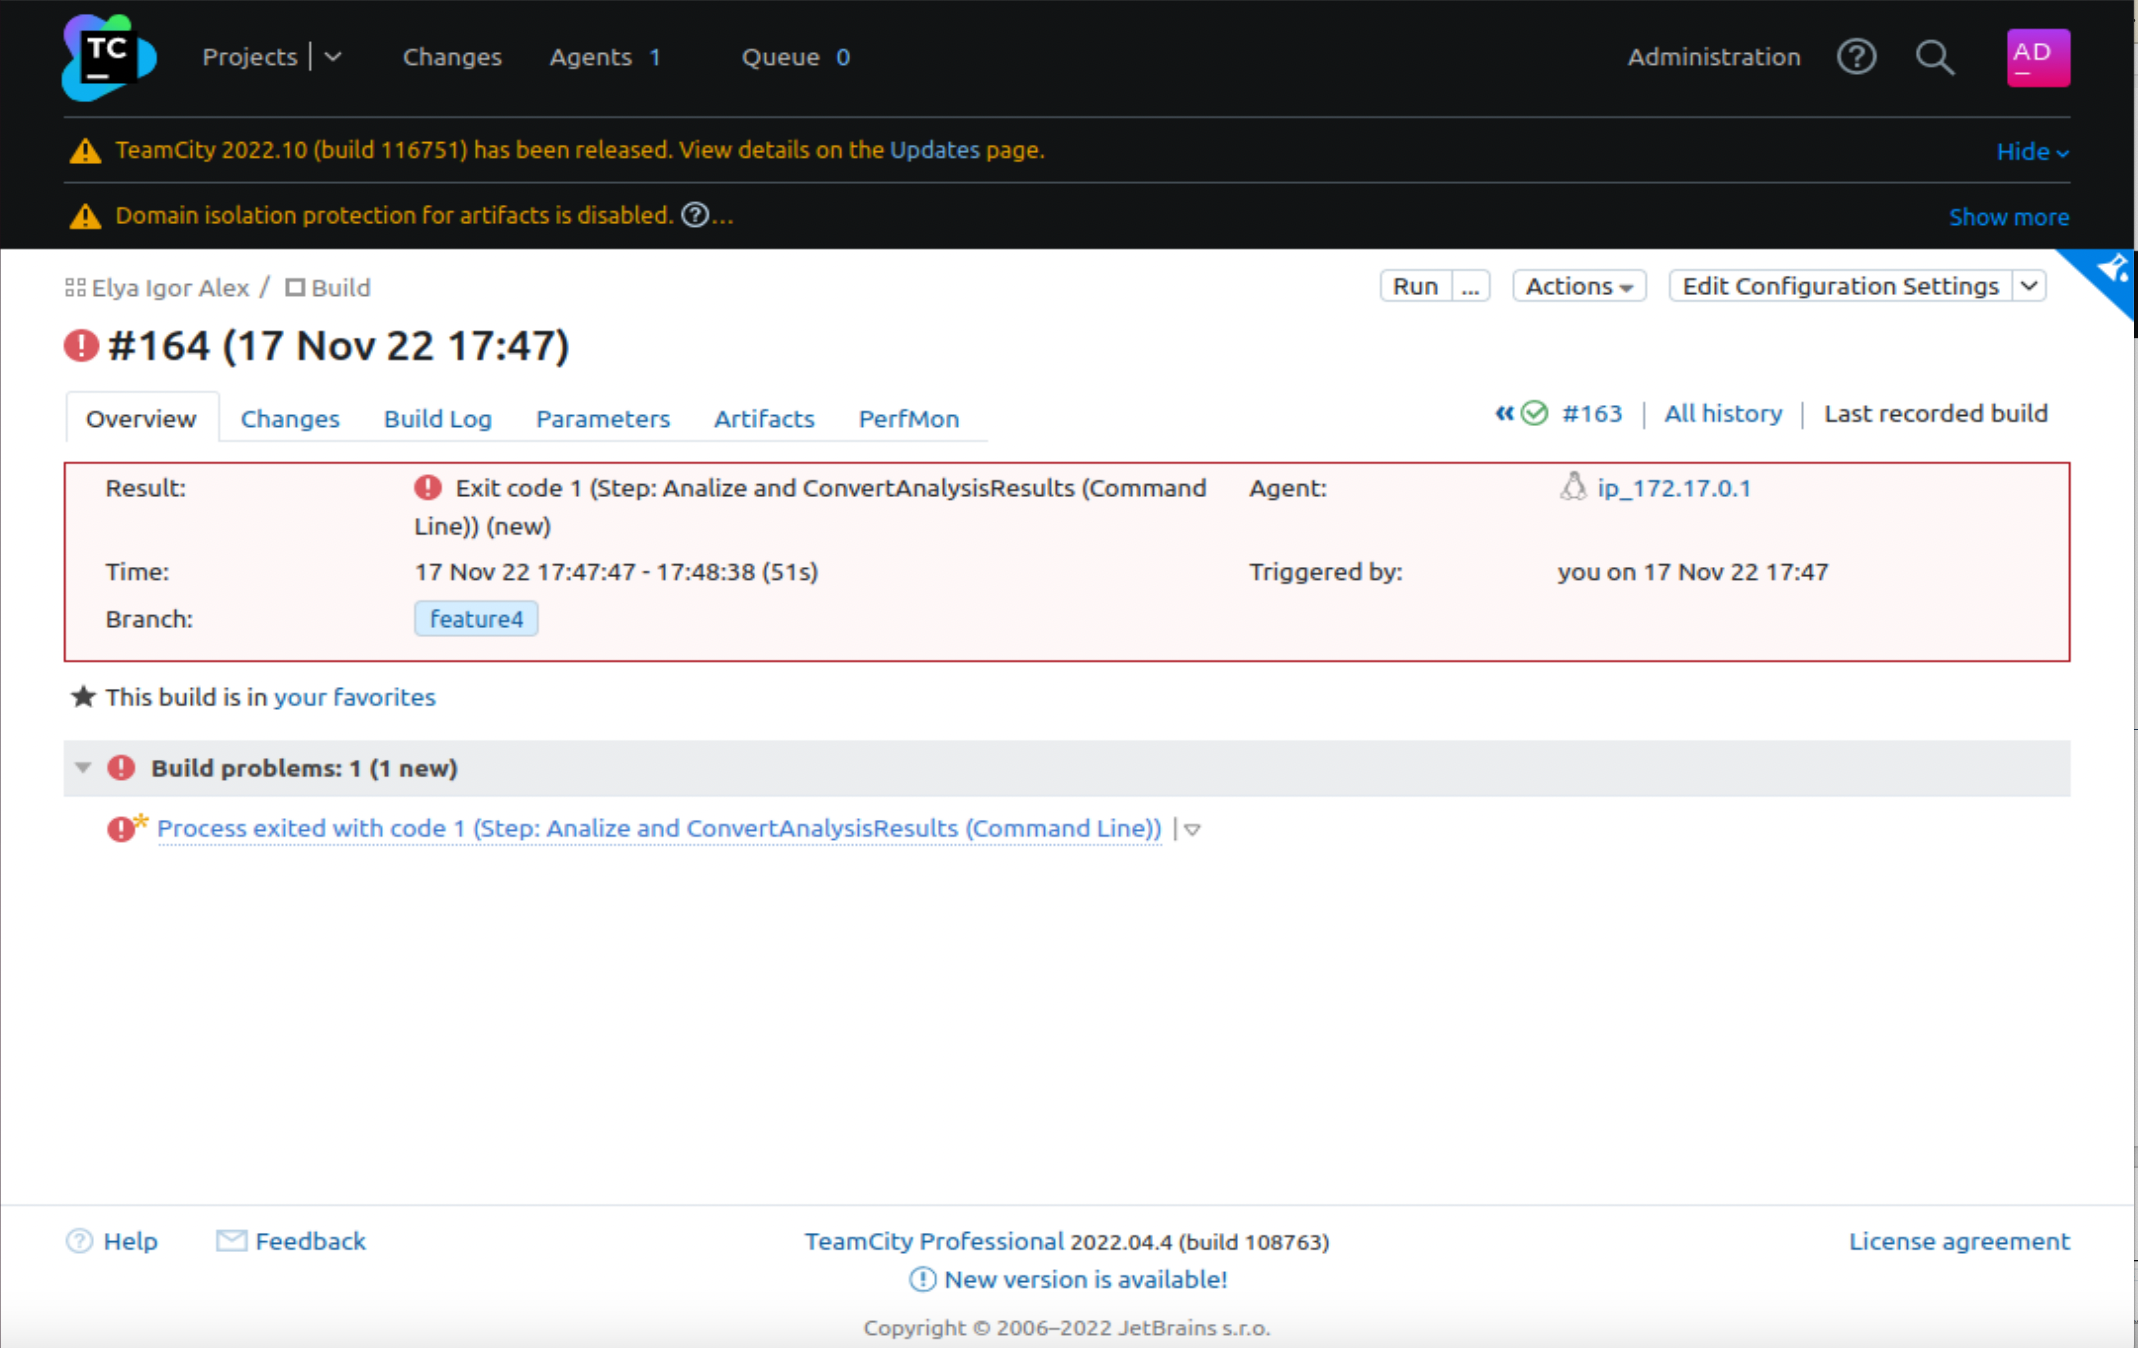 TC
Projects
Changes
Agents 1
Queue 0
Administration
AD
TeamCity 2022.10 (build 116751) has been released. View details on the Updates page.
Hide
Domain isolation protection for artifacts is disabled. ...
Show more
Elya Igor Alex / Build
Run ...
Actions
Edit Configuration Settings
#164 (17 Nov 22 17:47)
Overview
Changes
Build Log
Parameters
Artifacts
PerfMon
« #163 | All history | Last recorded build
Result:
Exit code 1 (Step: Analize and ConvertAnalysisResults (Command
Line)) (new)
Agent:
ip_172.17.0.1
Time:
17 Nov 22 17:47:47 - 17:48:38 (51s)
Triggered by:
you on 17 Nov 22 17:47
Branch:
feature4
This build is in your favorites
Build problems: 1 (1 new)
Process exited with code 1 (Step: Analize and ConvertAnalysisResults (Command Line))
Help
Feedback
TeamCity Professional 2022.04.4 (build 108763)
License agreement
New version is available!
Copyright © 2006–2022 JetBrains s.r.o.